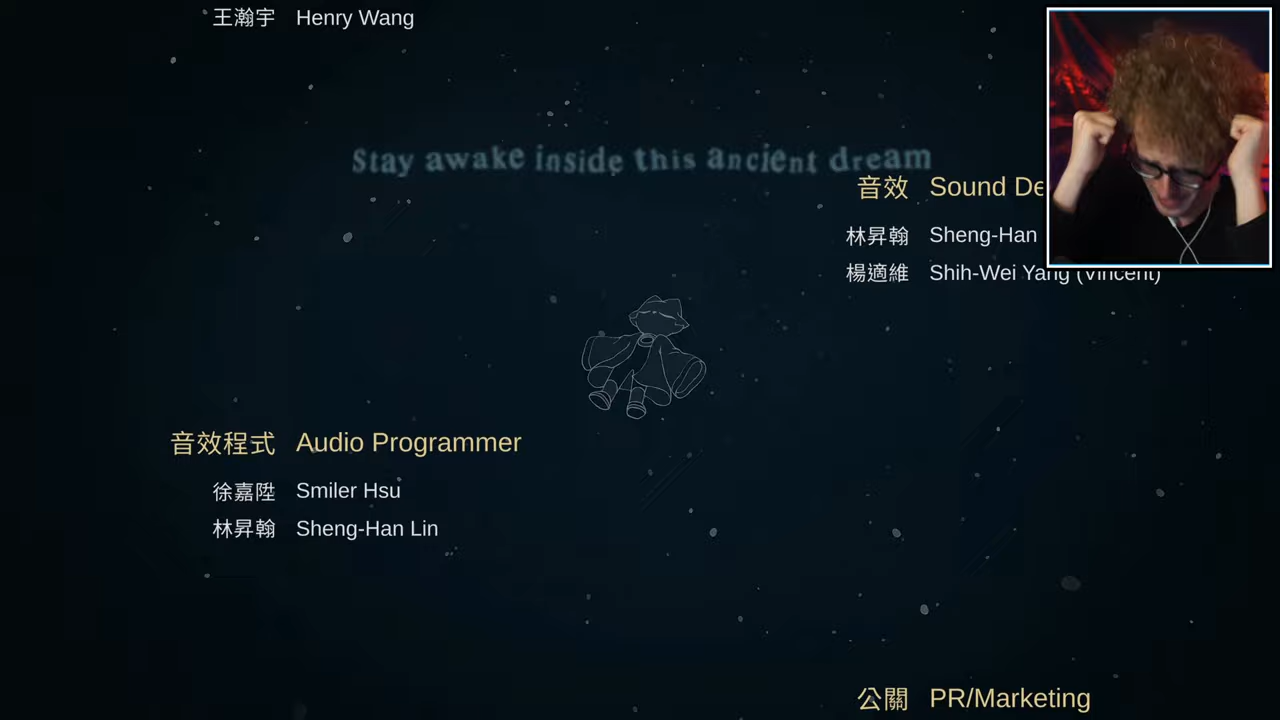 王瀚宇 Henry Wang
Stay awake inside this ancient dream
音效 Sound De
林昇翰 Sheng-Han
楊適維 Shih-Wei Yang (Vincent)
音效程式 Audio Programmer
徐嘉陞 Smiler Hsu
林昇翰 Sheng-Han Lin
公關 PR/Marketing